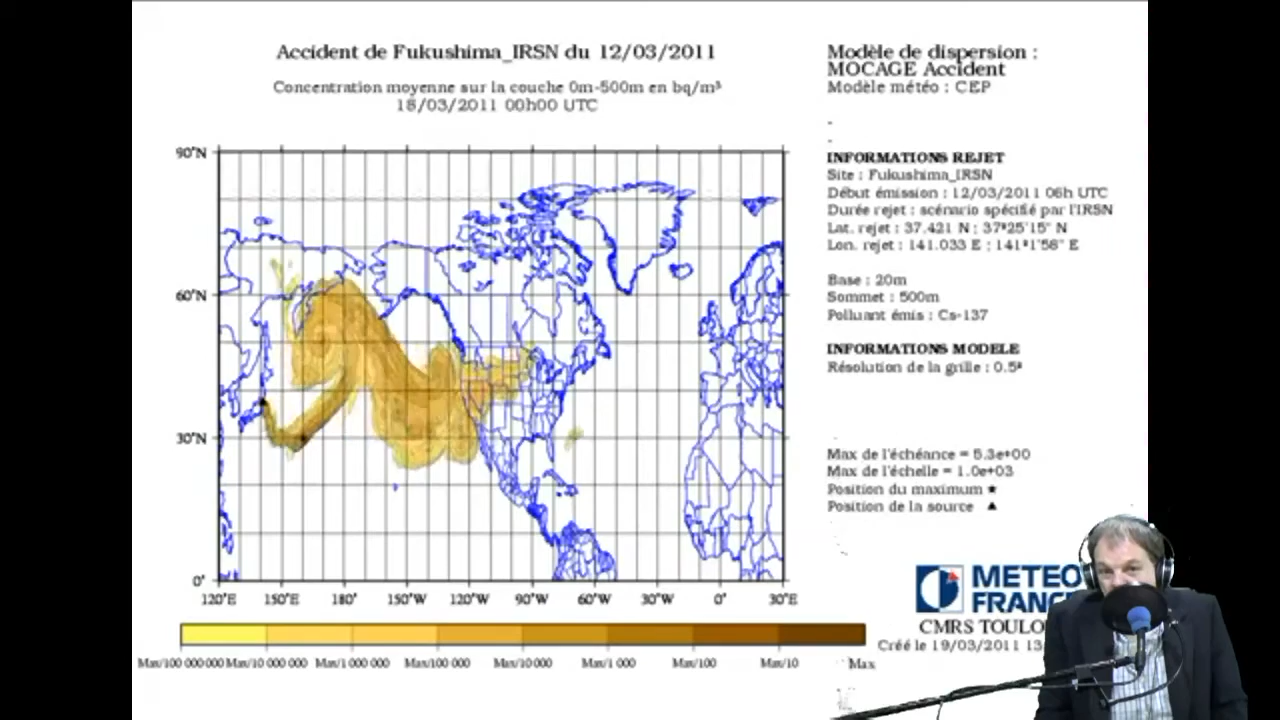 Accident de Fukushima_IRSN du 12/03/2011
Concentration moyenne sur la couche 0m-500m en bq/m³
18/03/2011 00h00 UTC
90°N
60°N
30°N
0°
120°E 150°E 180° 150°W 120°W 90°W 60°W 30°W 0° 30°E
Max/100 000 000 Max/10 000 000 Max/1 000 000 Max/100 000 Max/10 000 Max/1 000 Max/100 Max/10 Max
Modèle de dispersion :
MOCAGE Accident
Modèle météo : CEP
-
-
INFORMATIONS REJET
Site : Fukushima_IRSN
Début émission : 12/03/2011 06h UTC
Durée rejet : scénario spécifié par l'IRSN
Lat. rejet : 37.421 N ; 37°25'15" N
Lon. rejet : 141.033 E ; 141°1'58" E
Base : 20m
Sommet : 500m
Polluant émis : Cs-137
INFORMATIONS MODELE
Résolution de la grille : 0.5°
Max de l'échéance = 5.3e+00
Max de l'échelle = 1.0e+03
Position du maximum ★
Position de la source ▲
METEO
FRANC
CMRS TOULO
Créé le 19/03/2011 13